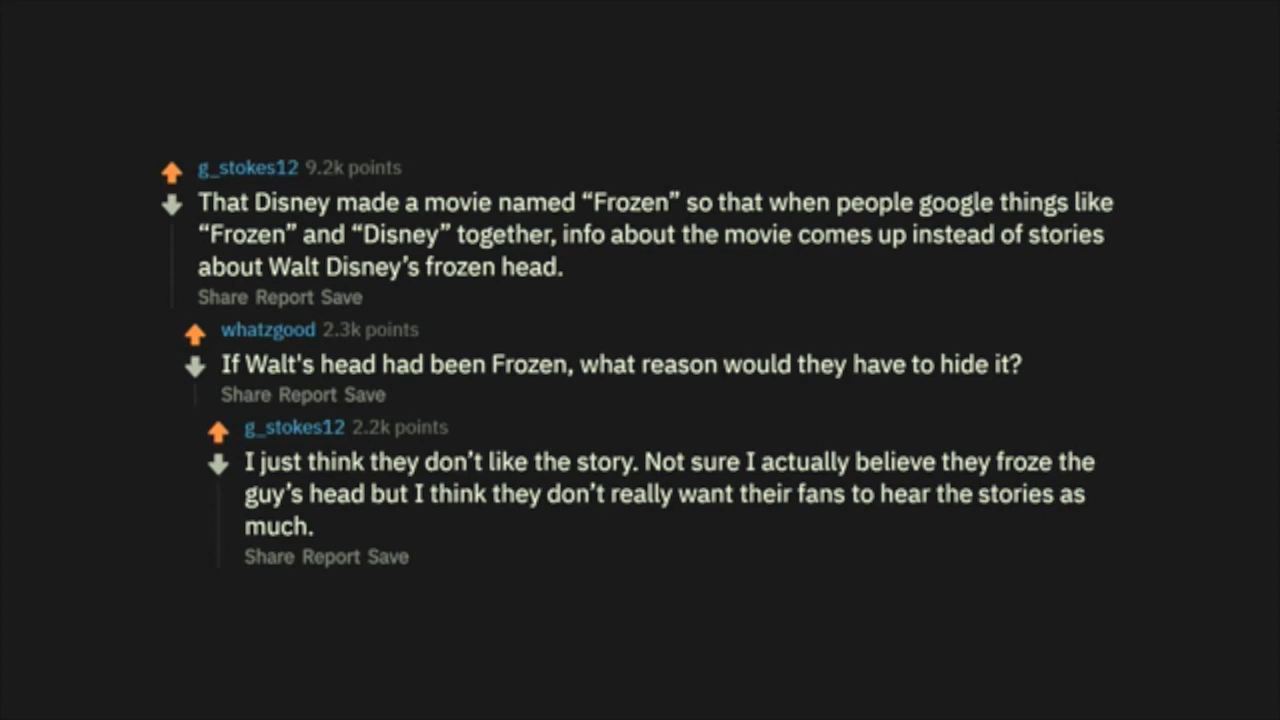 g_stokes12 9.2k points
That Disney made a movie named “Frozen” so that when people google things like
“Frozen” and “Disney” together, info about the movie comes up instead of stories
about Walt Disney’s frozen head.
Share Report Save
whatzgood 2.3k points
If Walt's head had been Frozen, what reason would they have to hide it?
Share Report Save
g_stokes12 2.2k points
I just think they don’t like the story. Not sure I actually believe they froze the
guy’s head but I think they don’t really want their fans to hear the stories as
much.
Share Report Save